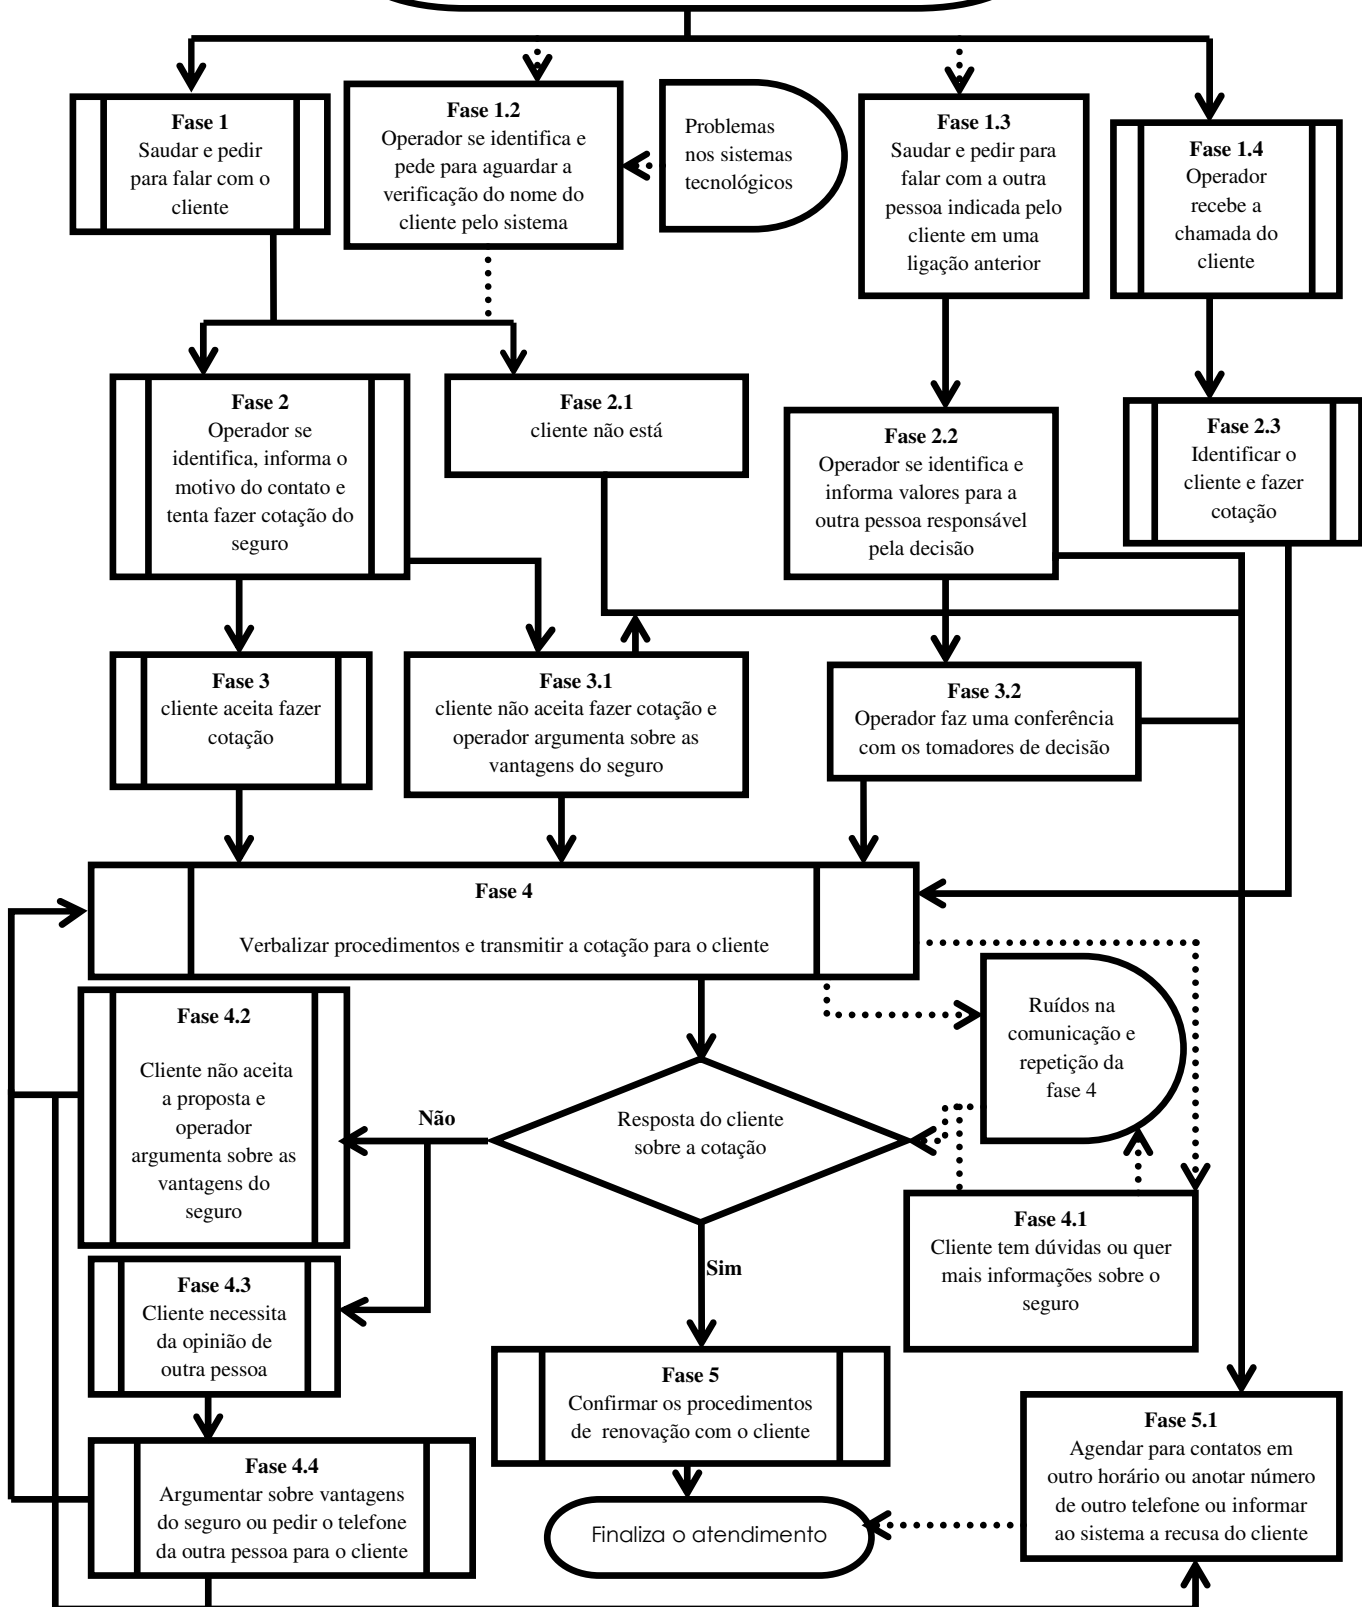 Fase 1
Saudar e pedir
para falar com o
cliente
Fase 1.2
Operador se identifica e
pede para aguardar a
verificação do nome do
cliente pelo sistema
Problemas
nos sistemas
tecnológicos
Fase 1.3
Saudar e pedir para
falar com a outra
pessoa indicada pelo
cliente em uma
ligação anterior
Fase 1.4
Operador
recebe a
chamada do
cliente
Fase 2
Operador se
identifica, informa o
motivo do contato e
tenta fazer cotação do
seguro
Fase 2.1
cliente não está
Fase 2.2
Operador se identifica e
informa valores para a
outra pessoa responsável
pela decisão
Fase 2.3
Identificar o
cliente e fazer
cotação
Fase 3
cliente aceita fazer
cotação
Fase 3.1
cliente não aceita fazer cotação e
operador argumenta sobre as
vantagens do seguro
Fase 3.2
Operador faz uma conferência
com os tomadores de decisão
Fase 4
Verbalizar procedimentos e transmitir a cotação para o cliente
Fase 4.2
Cliente não aceita
a proposta e
operador
argumenta sobre as
vantagens do
seguro
Não
Resposta do cliente
sobre a cotação
Ruídos na
comunicação e
repetição da
fase 4
Sim
Fase 4.1
Cliente tem dúvidas ou quer
mais informações sobre o
seguro
Fase 4.3
Cliente necessita
da opinião de
outra pessoa
Fase 5
Confirmar os procedimentos
de renovação com o cliente
Fase 5.1
Agendar para contatos em
outro horário ou anotar número
de outro telefone ou informar
ao sistema a recusa do cliente
Fase 4.4
Argumentar sobre vantagens
do seguro ou pedir o telefone
da outra pessoa para o cliente
Finaliza o atendimento